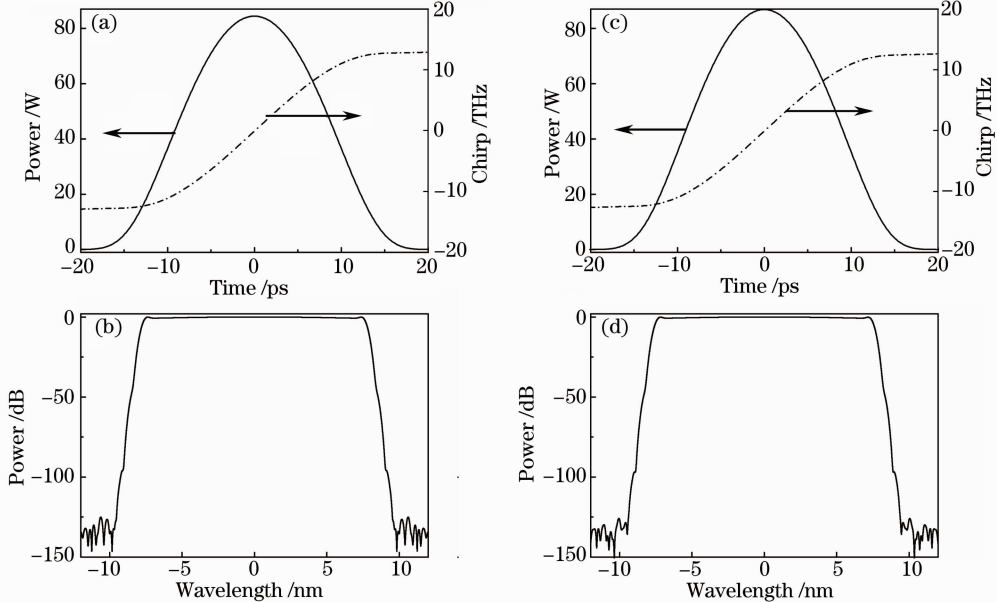 (a)
80
60
40
20
0
Power /W
20
10
0
−10
−20
Chirp /THz
−20 −10 0 10 20
Time /ps
(c)
80
60
40
20
0
Power /W
20
10
0
−10
−20
Chirp /THz
−20 −10 0 10 20
Time /ps
(b)
0
−50
−100
−150
Power /dB
−10 −5 0 5 10
Wavelength /nm
(d)
0
−50
−100
−150
Power /dB
−10 −5 0 5 10
Wavelength /nm